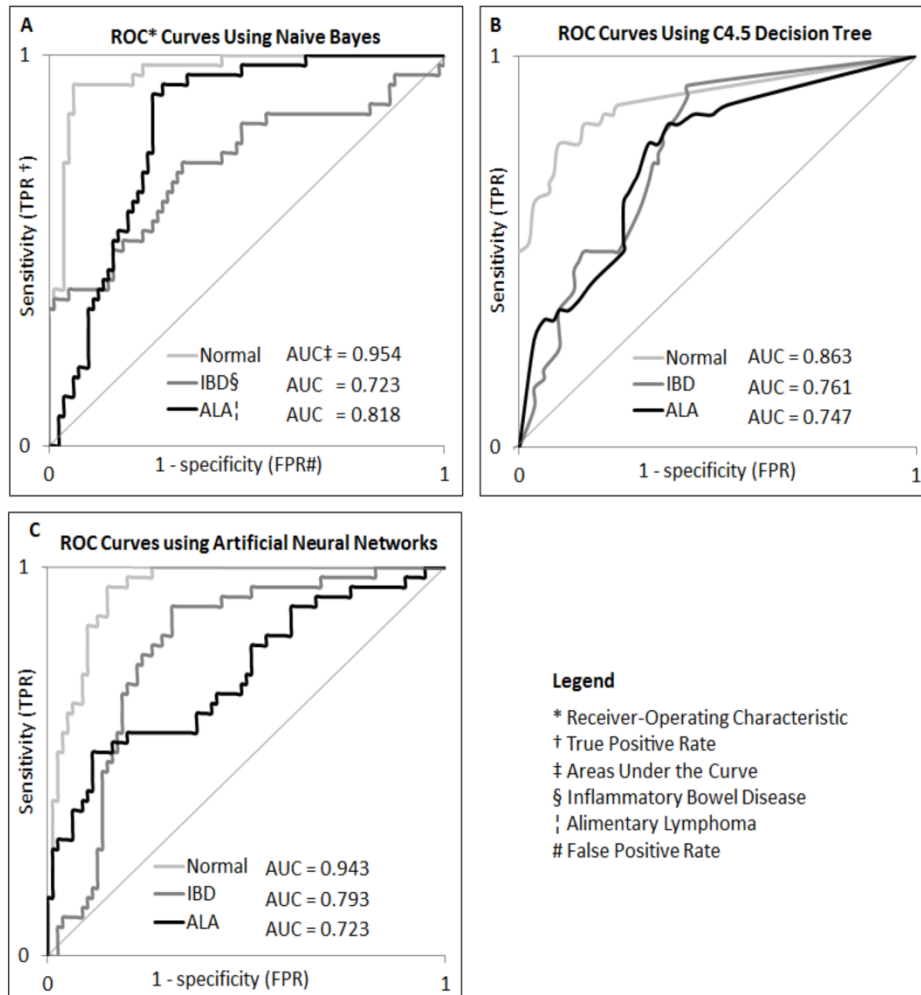 A
ROC* Curves Using Naive Bayes
1
Sensitivity (TPR †)
Normal AUC‡ = 0.954
IBD§ AUC = 0.723
ALA¦ AUC = 0.818
0
0 1
1 - specificity (FPR#)
B
ROC Curves Using C4.5 Decision Tree
1
Sensitivity (TPR)
Normal AUC = 0.863
IBD AUC = 0.761
ALA AUC = 0.747
0
0 1
1 - specificity (FPR)
C
ROC Curves using Artificial Neural Networks
1
Sensitivity (TPR)
Normal AUC = 0.943
IBD AUC = 0.793
ALA AUC = 0.723
0
0 1
1 - specificity (FPR)
Legend
* Receiver-Operating Characteristic
† True Positive Rate
‡ Areas Under the Curve
§ Inflammatory Bowel Disease
¦ Alimentary Lymphoma
# False Positive Rate